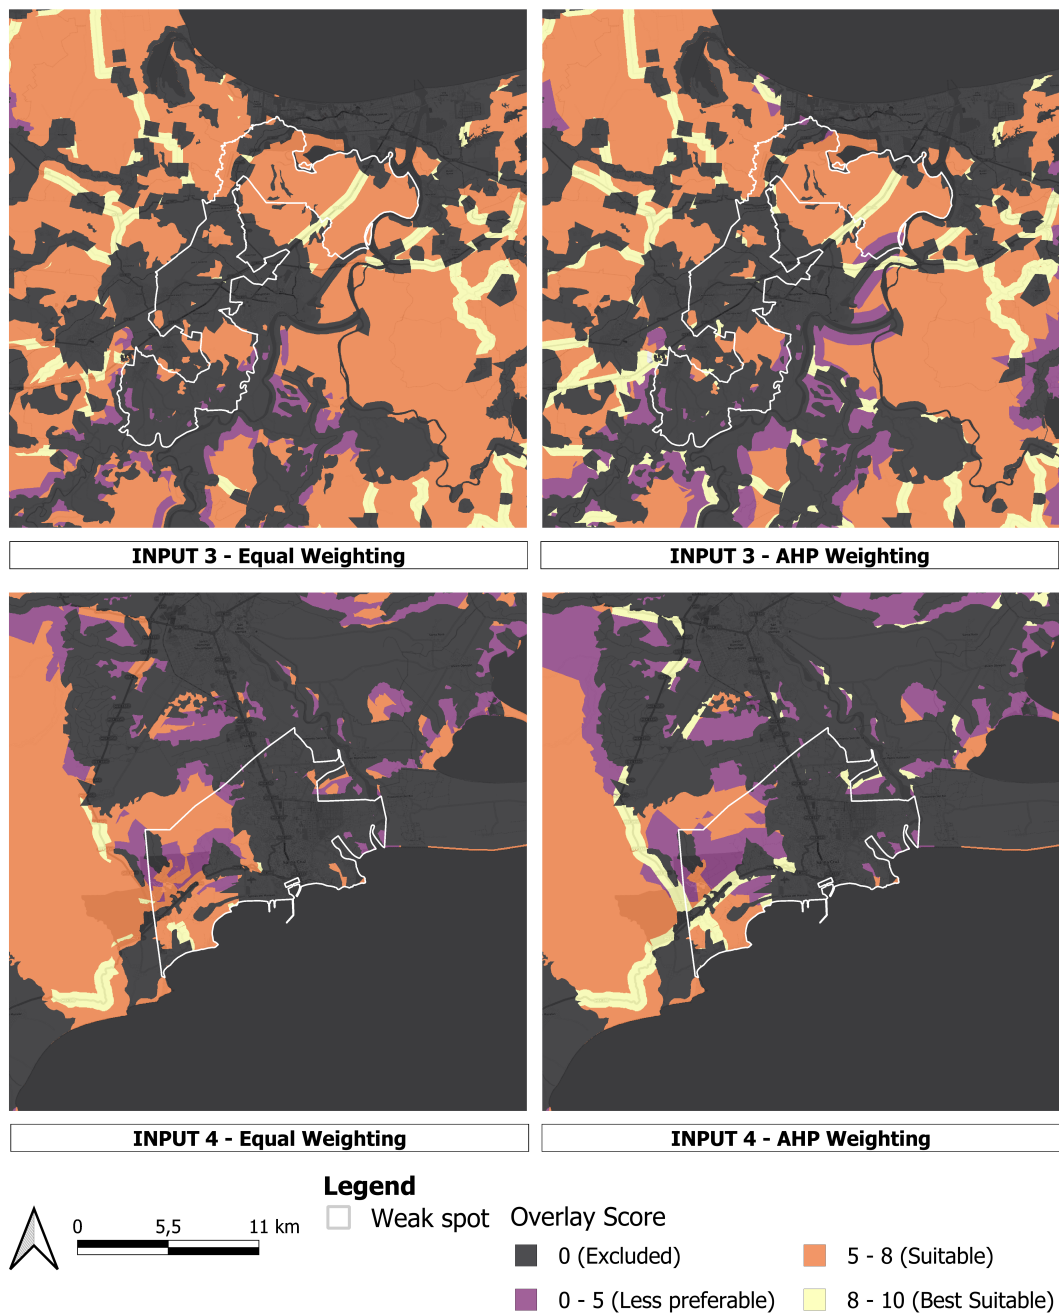 INPUT 3 - Equal Weighting
INPUT 3 - AHP Weighting
INPUT 4 - Equal Weighting
INPUT 4 - AHP Weighting
Legend
Weak spot
Overlay Score
0 5,5 11 km
0 (Excluded)
5 - 8 (Suitable)
0 - 5 (Less preferable)
8 - 10 (Best Suitable)